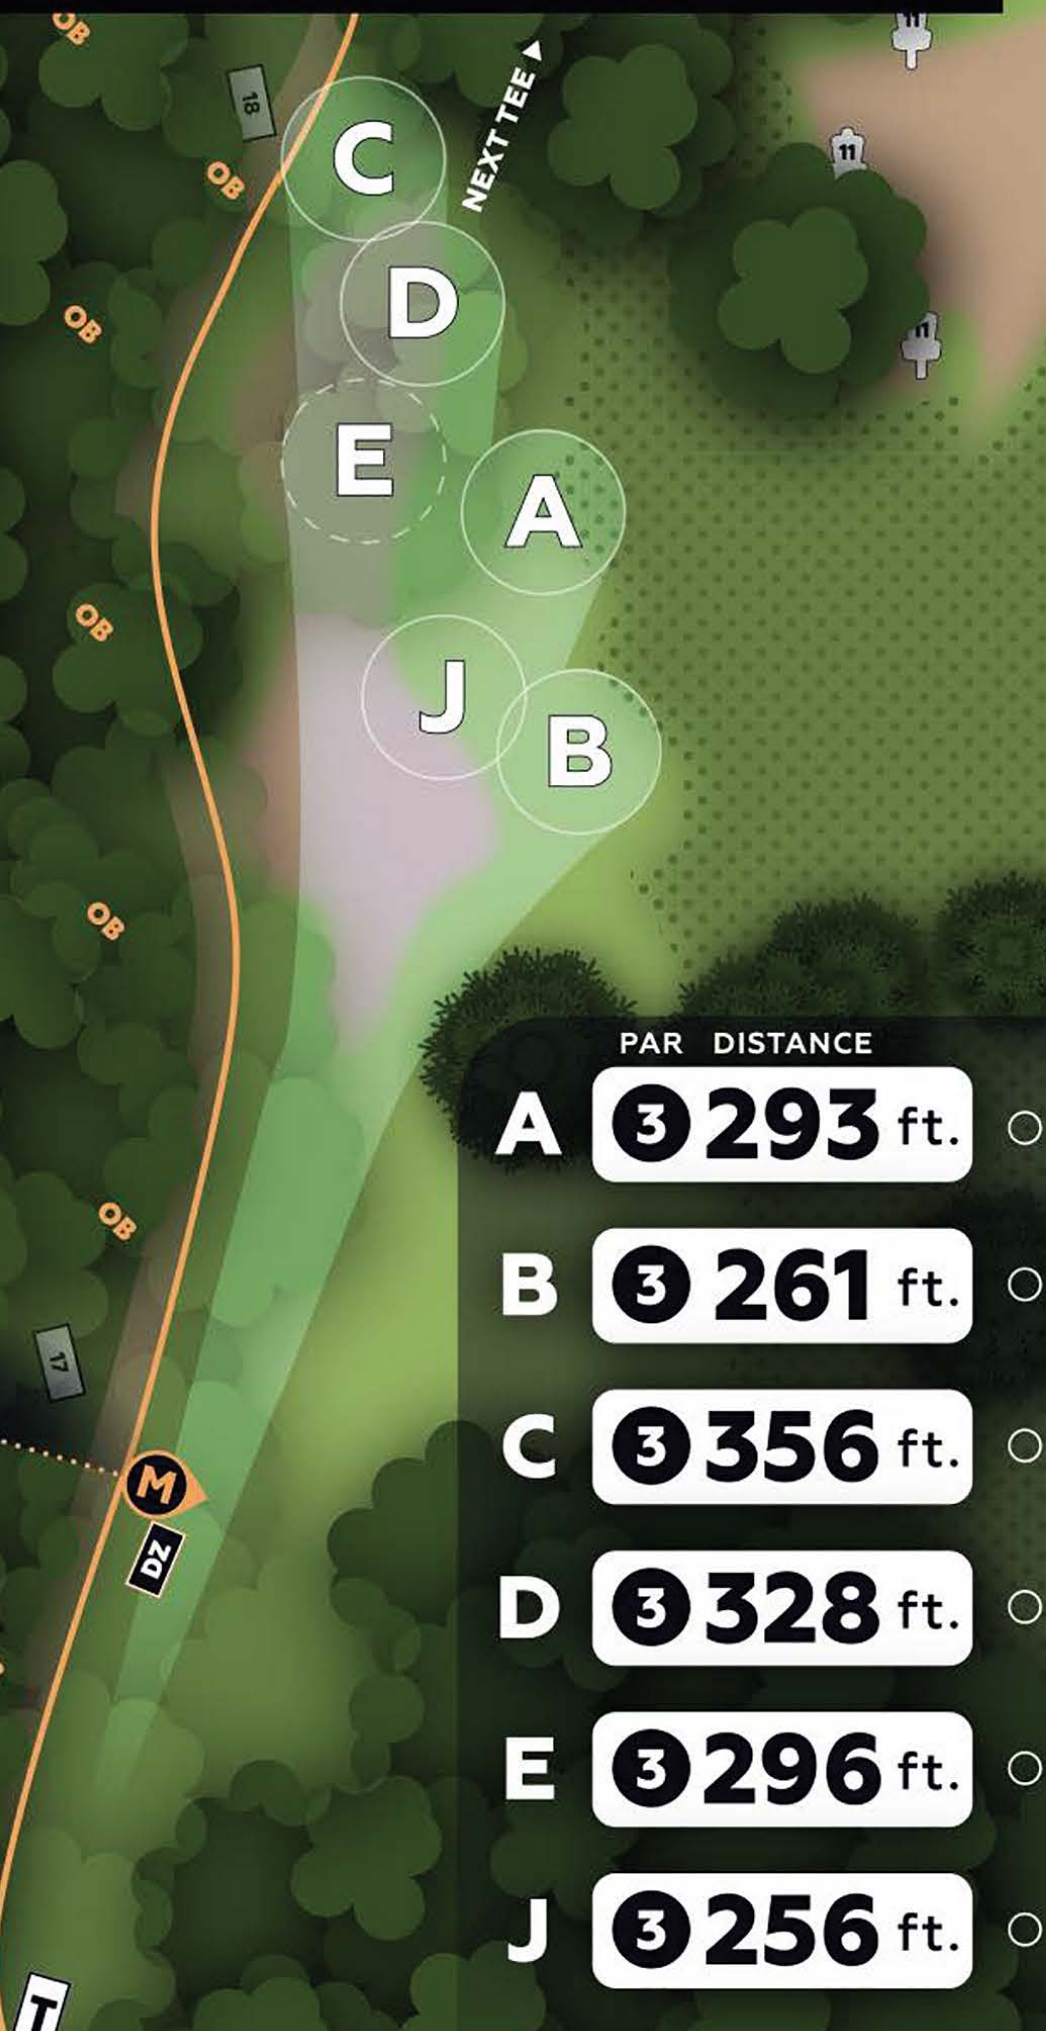 11
OB
18
C
NEXT TEE ▲
11
OB
D
OB
11
E
A
OB
J
B
OB
PAR DISTANCE
A 3 293 ft.
OB
B 3 261 ft.
17
C 3 356 ft.
M
DZ
D 3 328 ft.
E 3 296 ft.
J 3 256 ft.
T